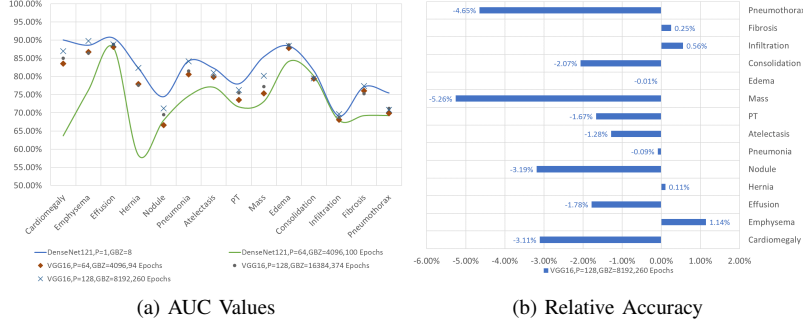 100.00%
95.00%
90.00%
85.00%
80.00%
75.00%
70.00%
65.00%
60.00%
55.00%
50.00%
Cardiomegaly
Emphysema
Effusion
Hernia
Nodule
Pneumonia
Atelectasis
PT
Mass
Edema
Consolidation
Infiltration
Fibrosis
Pneumothorax
DenseNet121,P=1,GBZ=8
DenseNet121,P=64,GBZ=4096,100 Epochs
VGG16,P=64,GBZ=4096,94 Epochs
VGG16,P=128,GBZ=16384,374 Epochs
VGG16,P=128,GBZ=8192,260 Epochs
(a) AUC Values
-4.65% Pneumothorax
0.25% Fibrosis
0.56% Infiltration
-2.07% Consolidation
-0.01% Edema
-5.26% Mass
-1.67% PT
-1.28% Atelectasis
-0.09% Pneumonia
-3.19% Nodule
0.11% Hernia
-1.78% Effusion
1.14% Emphysema
-3.11% Cardiomegaly
-6.00% -5.00% -4.00% -3.00% -2.00% -1.00% 0.00% 1.00% 2.00%
VGG16,P=128,GBZ=8192,260 Epochs
(b) Relative Accuracy